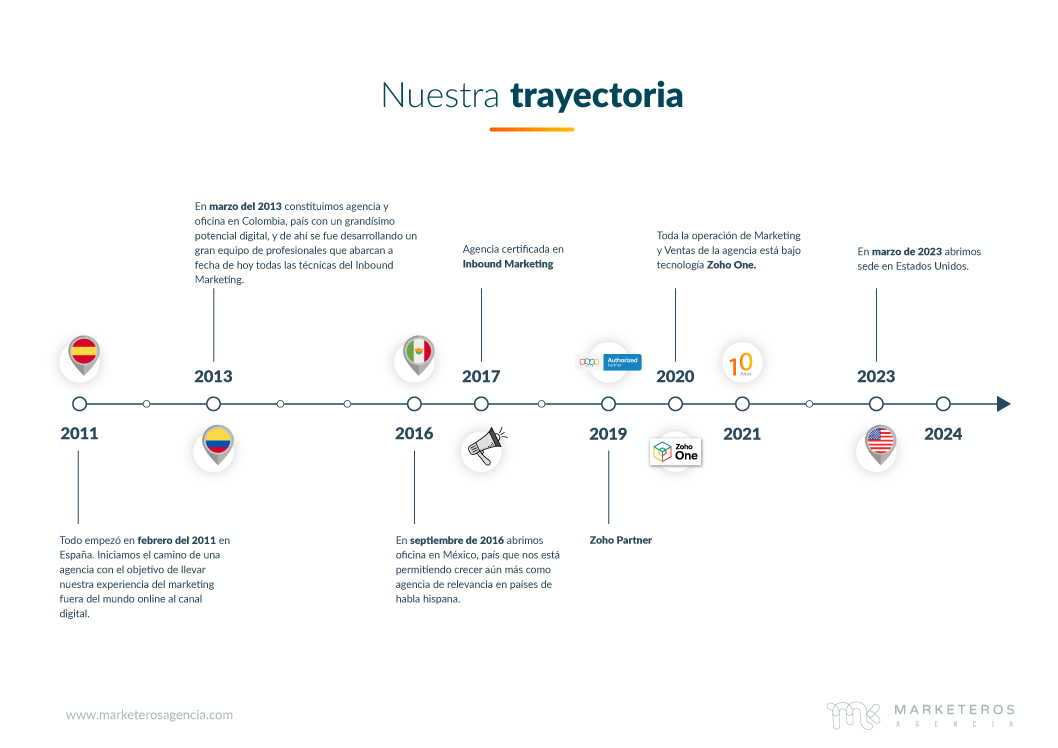 Nuestra trayectoria
En marzo del 2013 constituimos agencia y
oficina en Colombia, país con un grandísimo
potencial digital, y de ahí se fue desarrollando un
gran equipo de profesionales que abarcan a
fecha de hoy todas las técnicas del Inbound
Marketing.
Agencia certificada en
Inbound Marketing
Toda la operación de Marketing
y Ventas de la agencia está bajo
tecnología Zoho One.
En marzo de 2023 abrimos
sede en Estados Unidos.
Authorized
Partner
10
Años
2013
2017
2020
2023
2011
2016
2019
2021
2024
Zoho
One
Todo empezó en febrero del 2011 en
España. Iniciamos el camino de una
agencia con el objetivo de llevar
nuestra experiencia del marketing
fuera del mundo online al canal
digital.
En septiembre de 2016 abrimos
oficina en México, país que nos está
permitiendo crecer aún más como
agencia de relevancia en países de
habla hispana.
Zoho Partner
www.marketerosagencia.com
MARKETEROS
AGENCIA